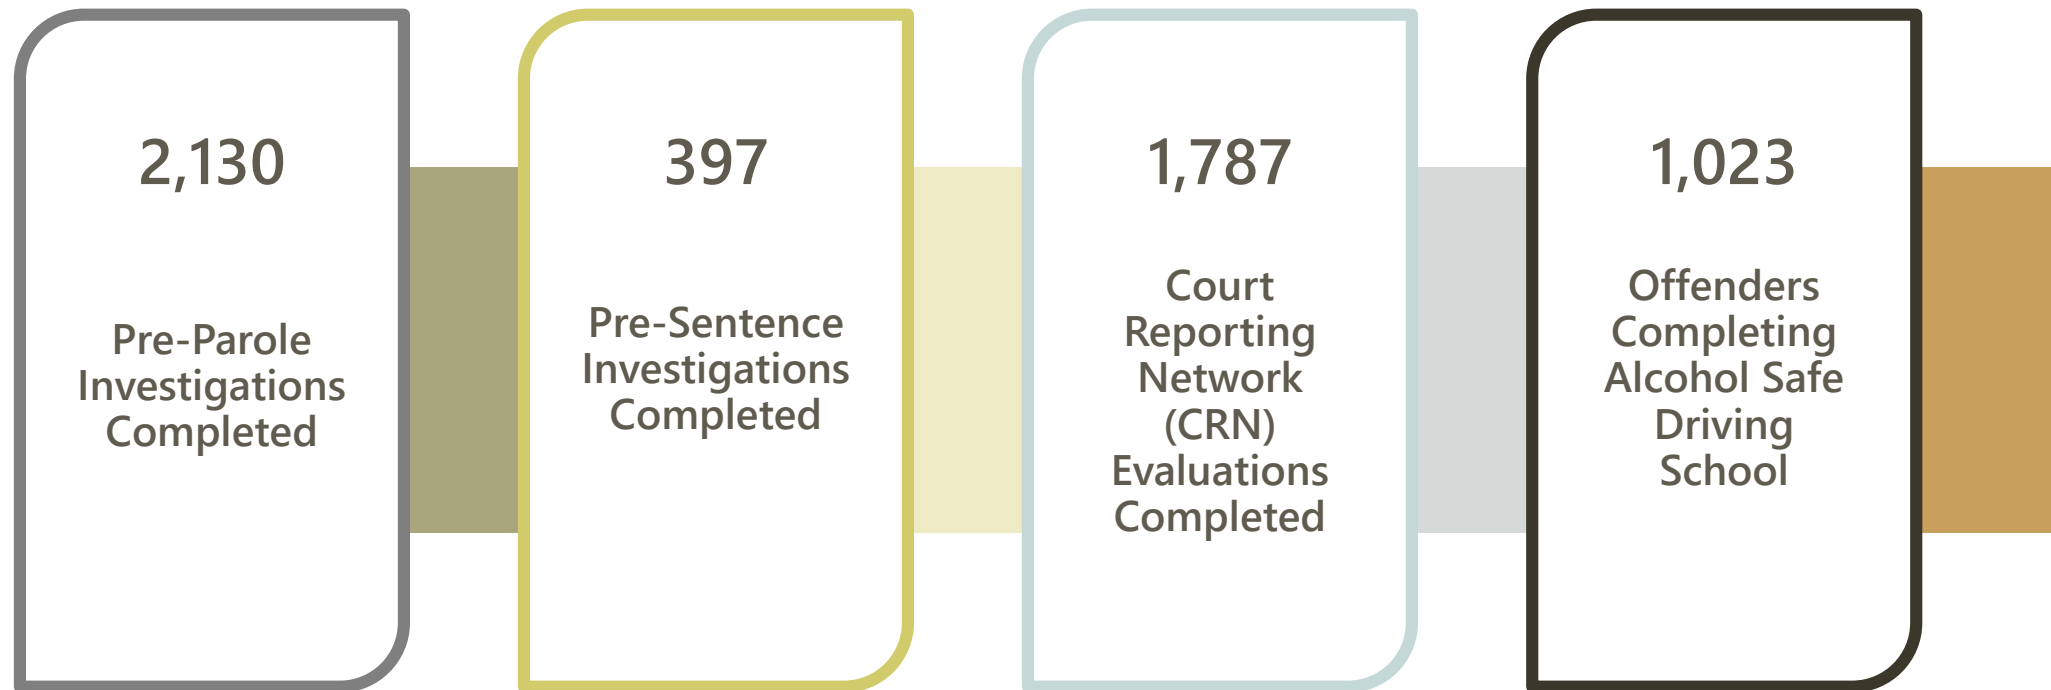 2,130
Pre-Parole
Investigations
Completed
397
Pre-Sentence
Investigations
Completed
1,787
Court
Reporting
Network
(CRN)
Evaluations
Completed
1,023
Offenders
Completing
Alcohol Safe
Driving
School